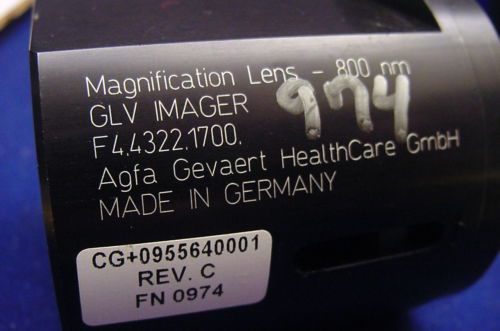 Magnification Lens - 800 nm
GLV IMAGER
974
F4.4322.1700.
Agfa Gevaert HealthCare GmbH
MADE IN GERMANY
CG+0955640001
REV. C
FN 0974